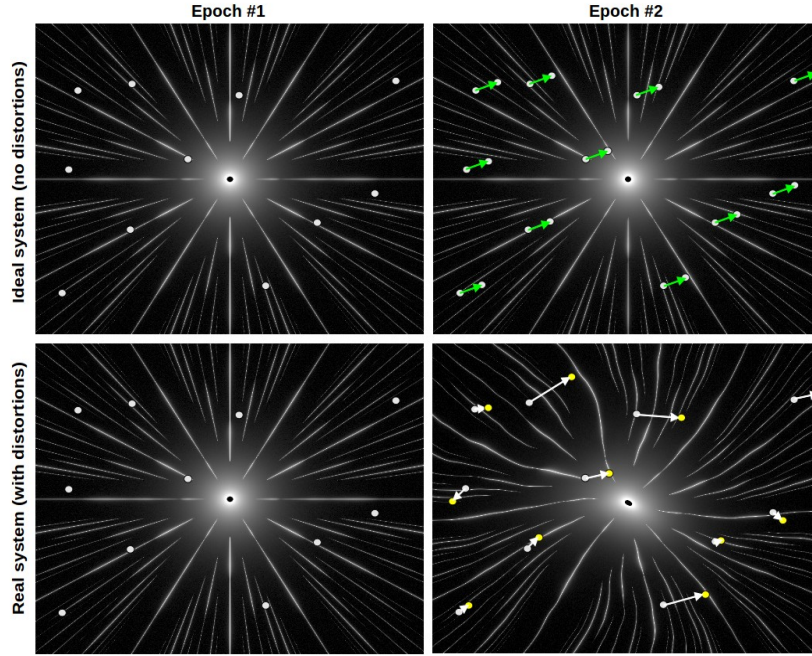 Epoch #1
Epoch #2
Ideal system (no distortions)
Real system (with distortions)